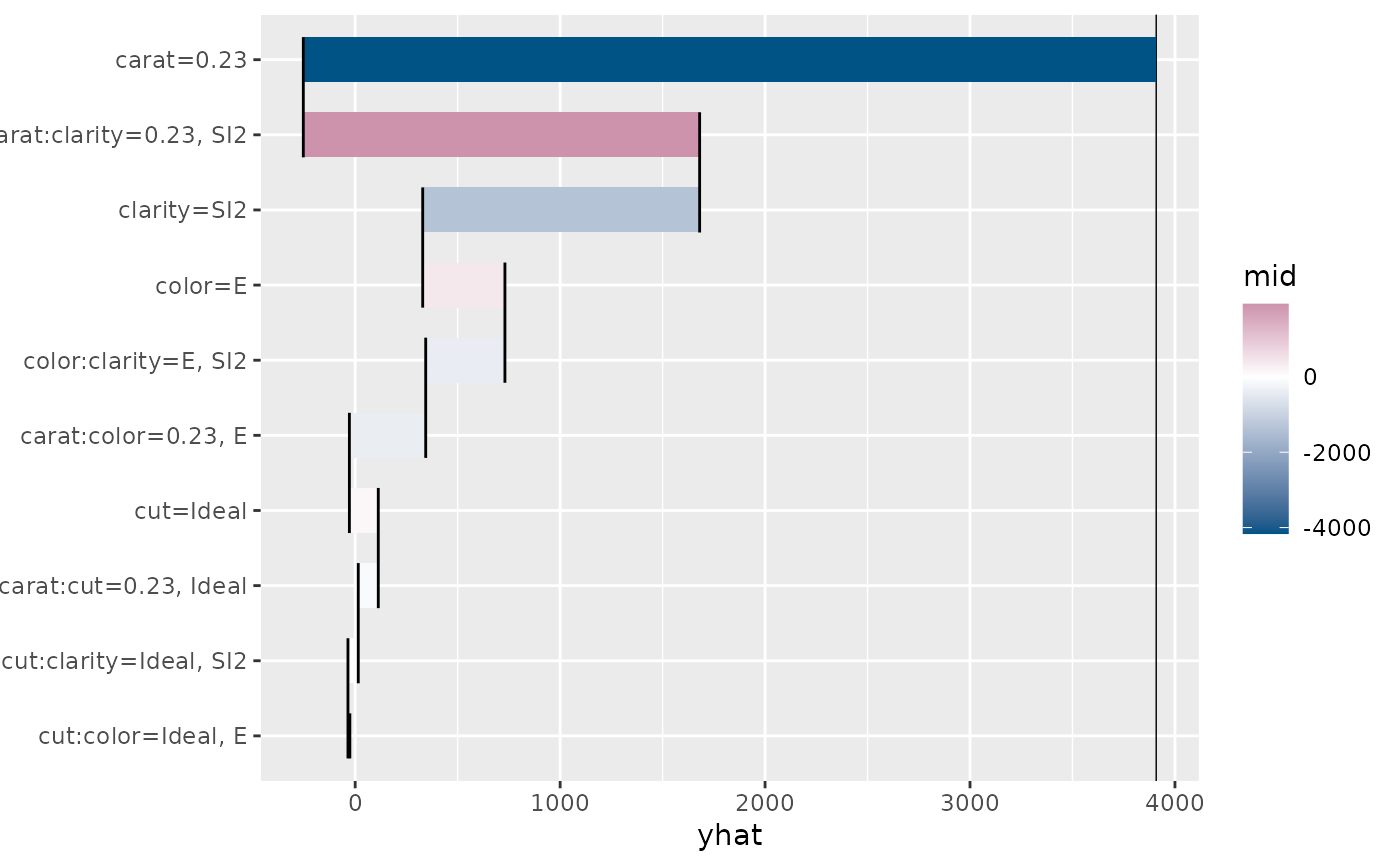 carat=0.23
arat:clarity=0.23, SI2
clarity=SI2
color=E
color:clarity=E, SI2
carat:color=0.23, E
cut=Ideal
carat:cut=0.23, Ideal
cut:clarity=Ideal, SI2
cut:color=Ideal, E
0 1000 2000 3000 4000
yhat
mid
0
-2000
-4000